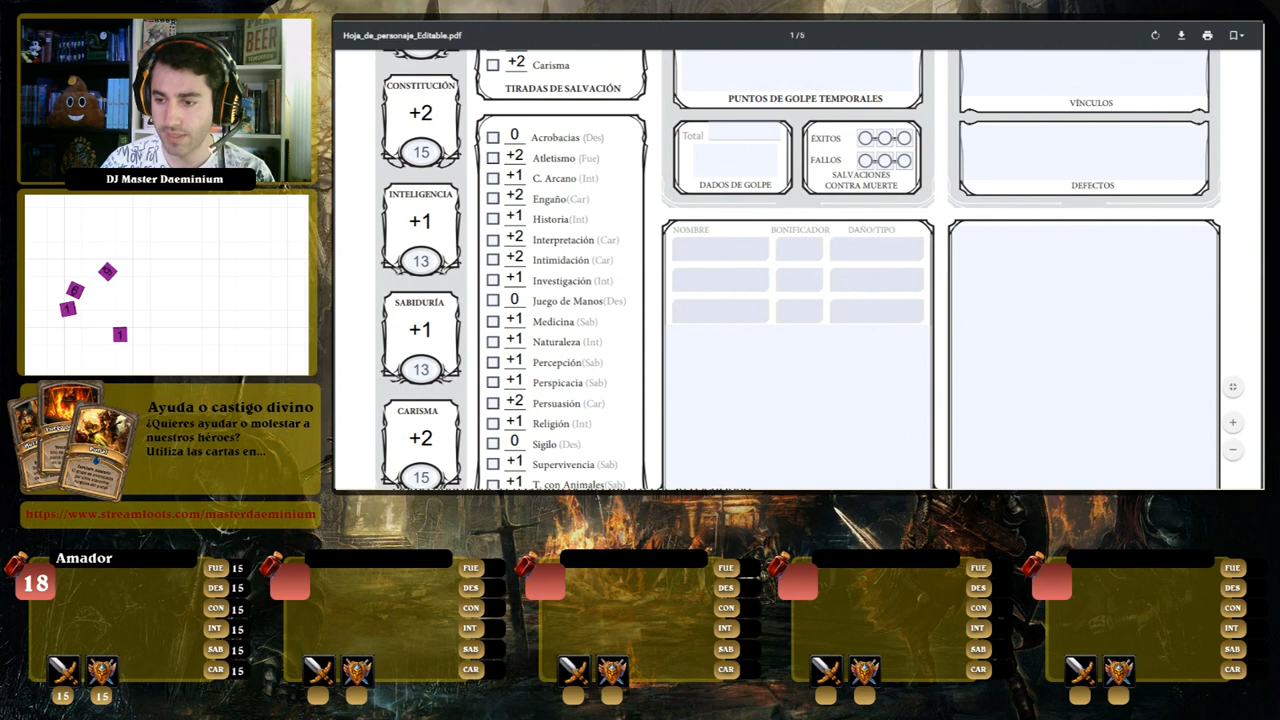 PEER
BEER
DJ Master Daeminium
6
6
1
1
Ayuda o castigo divino
¿Quieres ayudar o molestar a
nuestros héroes?
Utiliza las cartas en...
https://www.streamloots.com/masterdaeminium
Hoja_de_personaje_Editable.pdf
1/5
CONSTITUCIÓN
+2
15
INTELIGENCIA
+1
13
SABIDURÍA
+1
13
CARISMA
+2
15
+2 Carisma
TIRADAS DE SALVACIÓN
0 Acrobacias (Des)
+2 Atletismo (Fue)
+1 C. Arcano (Int)
+2 Engaño(Car)
+1 Historia(Int)
+2 Interpretación (Car)
+2 Intimidación (Car)
+1 Investigación (Int)
0 Juego de Manos(Des)
+1 Medicina (Sab)
+1 Naturaleza (Int)
+1 Percepción(Sab)
+1 Perspicacia (Sab)
+2 Persuasión (Car)
+1 Religión (Int)
0 Sigilo (Des)
+1 Supervivencia (Sab)
+1 T. con Animales(Sab)
PUNTOS DE GOLPE TEMPORALES
Total
DADOS DE GOLPE
ÉXITOS
FALLOS
SALVACIONES
CONTRA MUERTE
NOMBRE BONIFICADOR DAÑO/TIPO
VÍNCULOS
DEFECTOS
Amador
18
FUE 15
DES 15
CON 15
INT 15
SAB 15
CAR 15
15 15
FUE
DES
CON
INT
SAB
CAR
FUE
DES
CON
INT
SAB
CAR
FUE
DES
CON
INT
SAB
CAR
FUE
DES
CON
INT
SAB
CAR